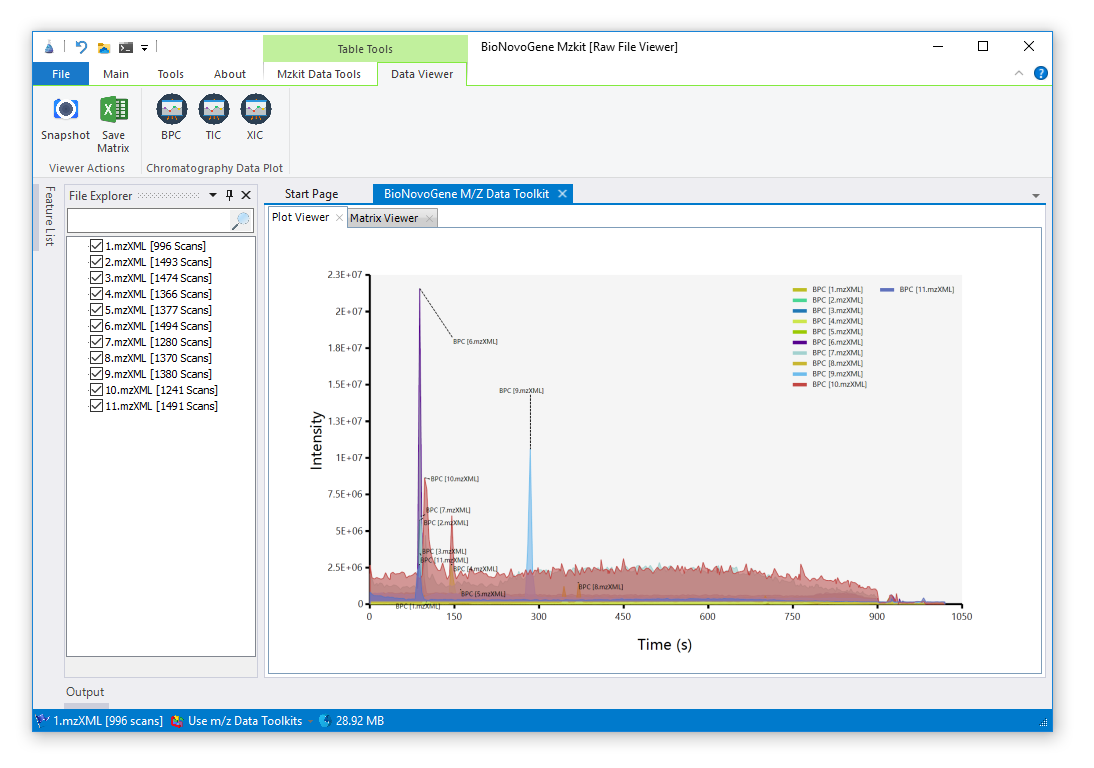 Table Tools
BioNovoGene Mzkit [Raw File Viewer]
File Main Tools About Mzkit Data Tools Data Viewer
Snapshot Save Matrix BPC TIC XIC
Viewer Actions Chromatography Data Plot
Feature List
File Explorer
Start Page BioNovoGene M/Z Data Toolkit
Plot Viewer Matrix Viewer
1.mzXML [996 Scans]
2.mzXML [1493 Scans]
3.mzXML [1474 Scans]
4.mzXML [1366 Scans]
5.mzXML [1377 Scans]
6.mzXML [1494 Scans]
7.mzXML [1280 Scans]
8.mzXML [1370 Scans]
9.mzXML [1380 Scans]
10.mzXML [1241 Scans]
11.mzXML [1491 Scans]
2.3E+07
2E+07
1.8E+07
1.5E+07
1.3E+07
1E+07
7.5E+06
5E+06
2.5E+06
0
Intensity
BPC [1.mzXML] BPC [11.mzXML]
BPC [2.mzXML]
BPC [3.mzXML]
BPC [4.mzXML]
BPC [5.mzXML]
BPC [6.mzXML]
BPC [7.mzXML]
BPC [8.mzXML]
BPC [9.mzXML]
BPC [10.mzXML]
BPC [6.mzXML]
BPC [9.mzXML]
BPC [10.mzXML]
BPC [7.mzXML]
BPC [2.mzXML]
BPC [3.mzXML]
BPC [11.mzXML]
BPC [4.mzXML]
BPC [8.mzXML]
BPC [5.mzXML]
BPC [1.mzXML]
0 150 300 450 600 750 900 1050
Time (s)
Output
1.mzXML [996 scans] Use m/z Data Toolkits 28.92 MB